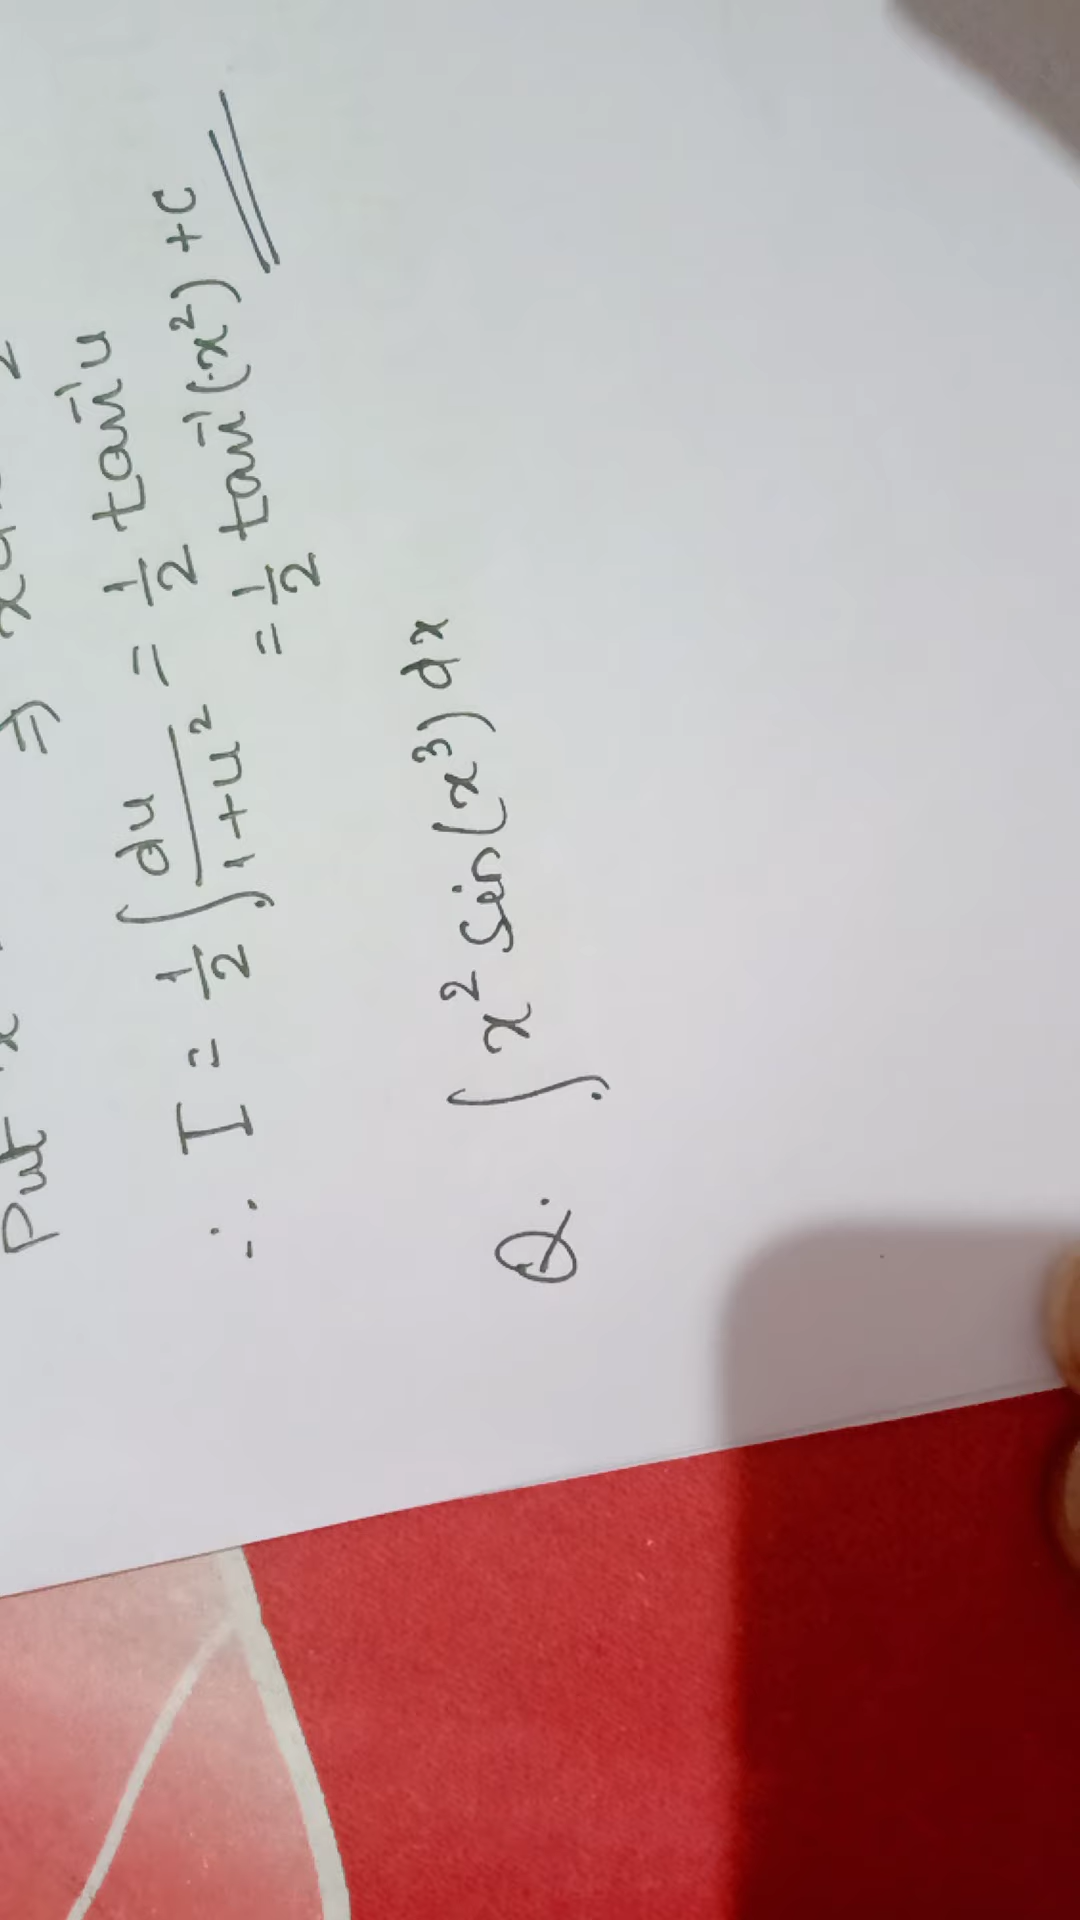 Put x
⇒ x
∴ I = 1/2 ∫ du/(1+u²) = 1/2 tan⁻¹u
= 1/2 tan⁻¹(x²) + C
Q. ∫ x² sin(x³) dx